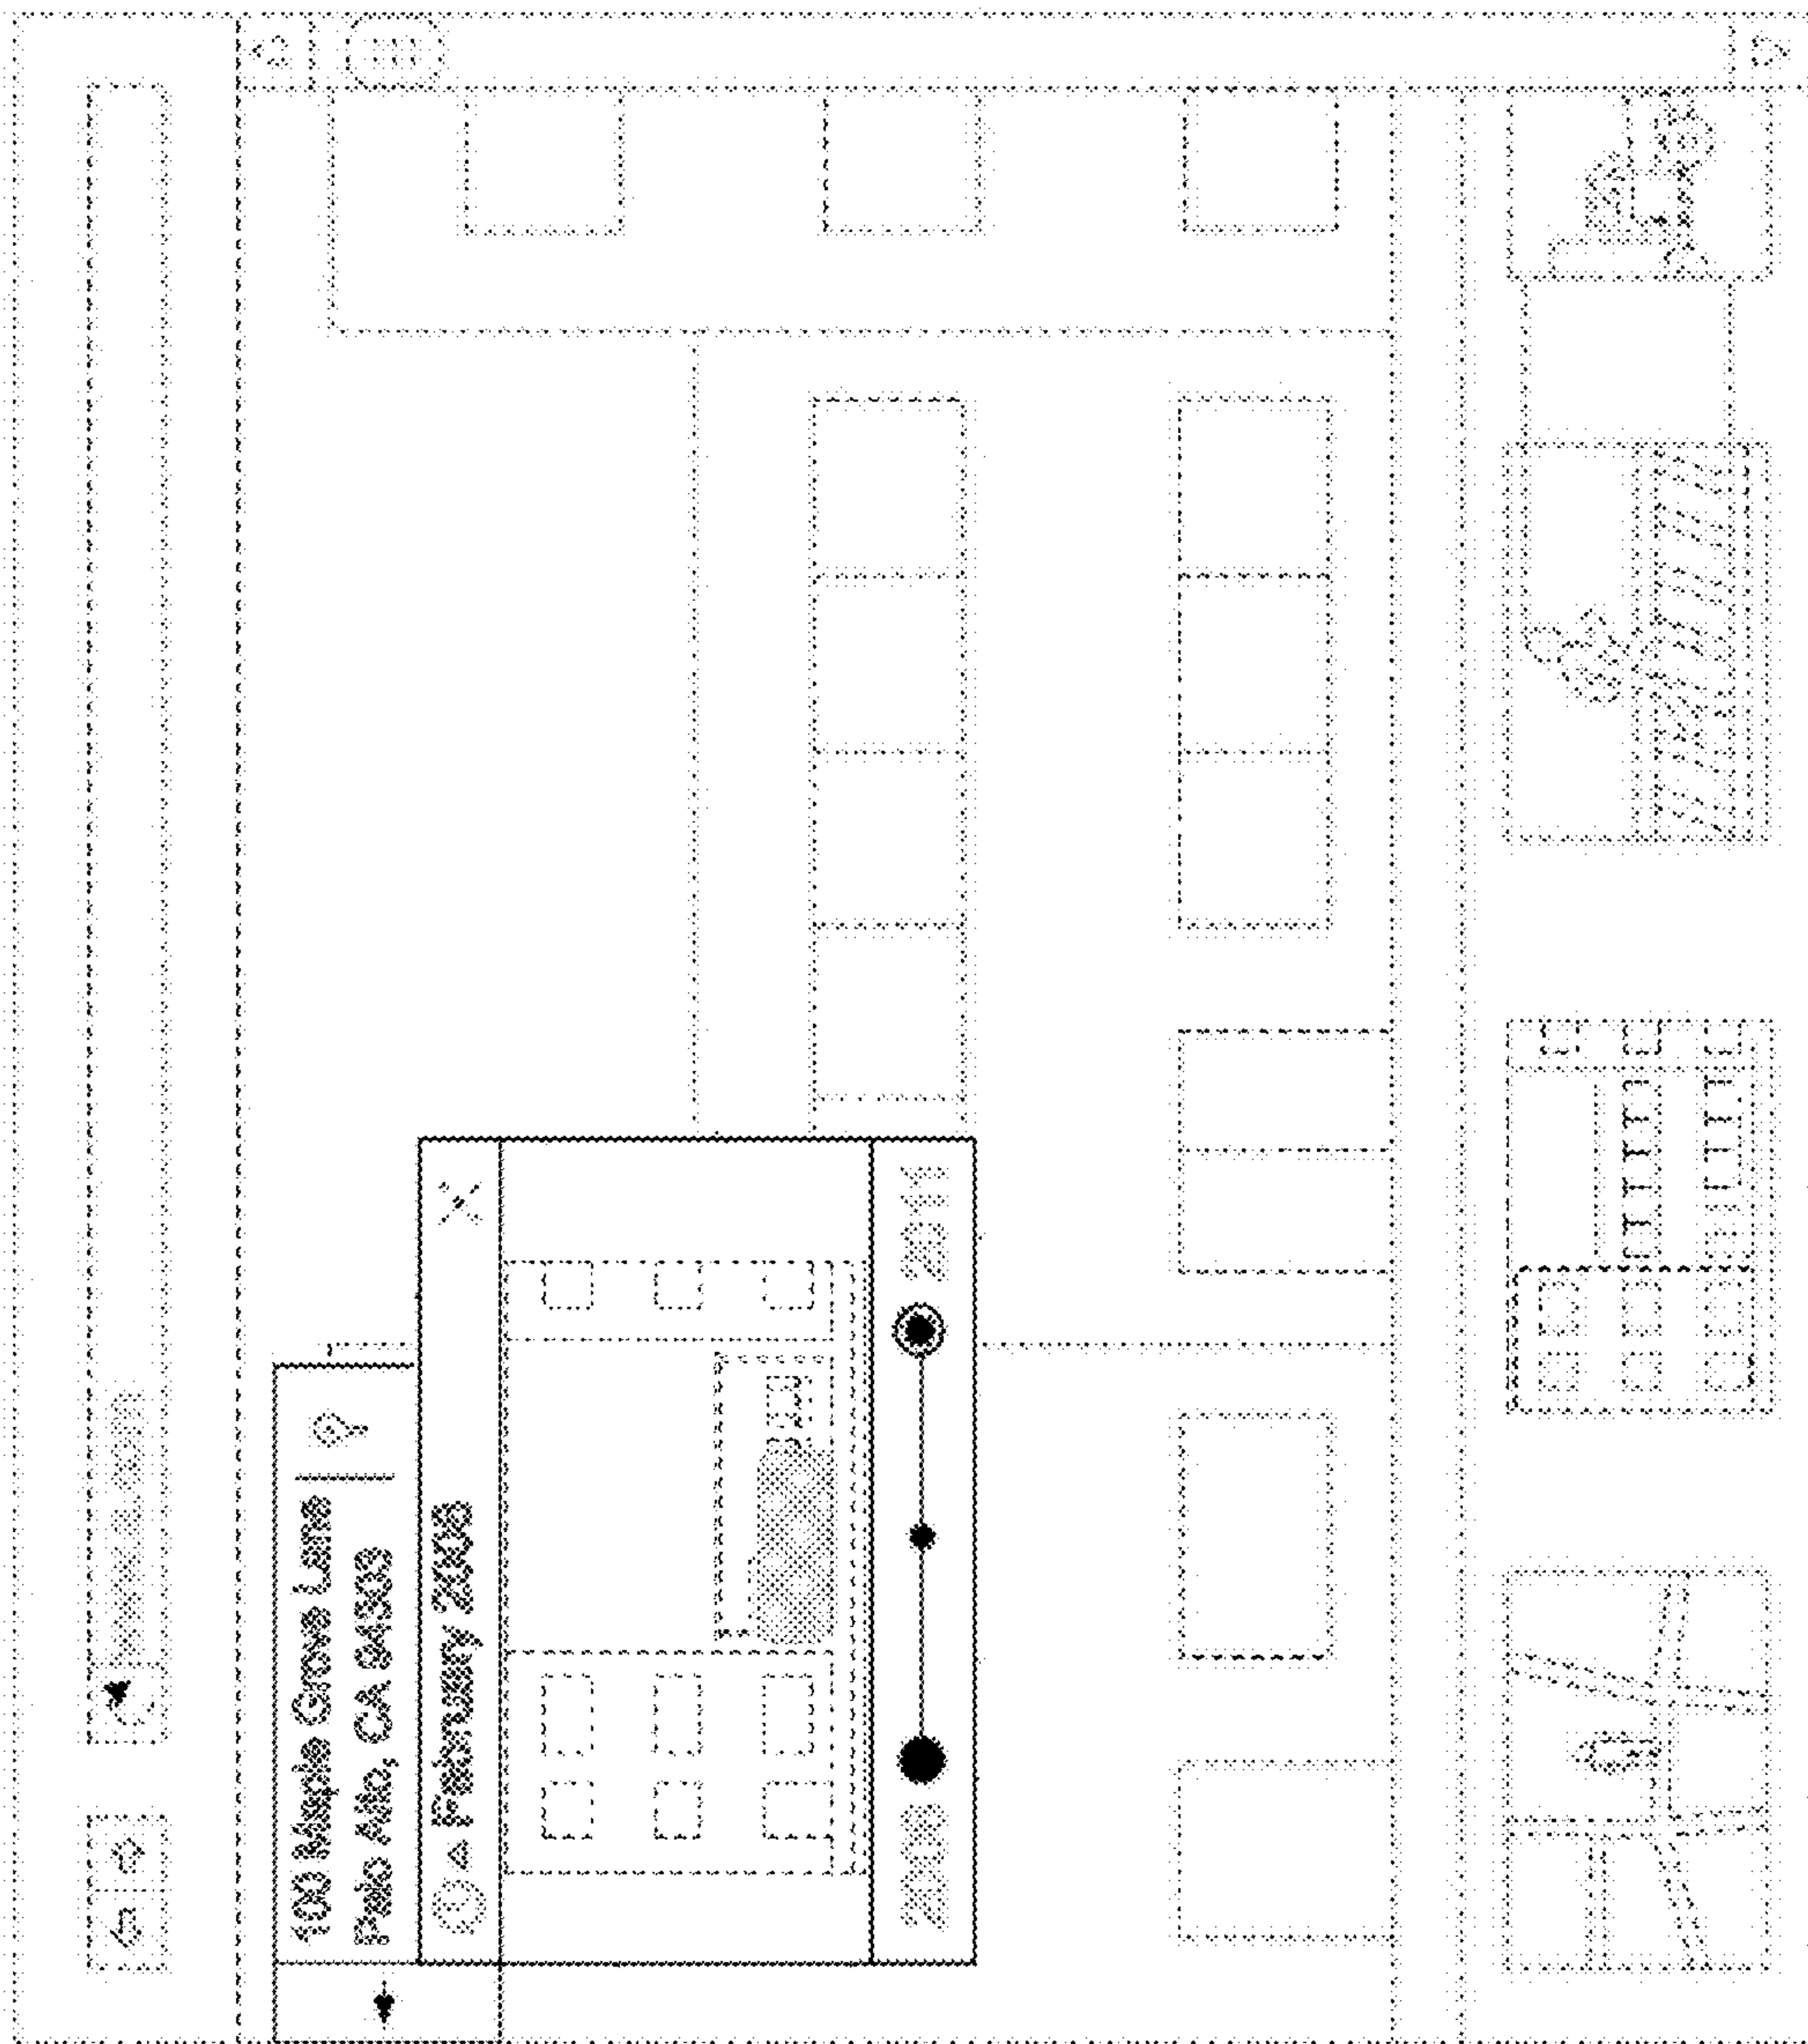 100 Maple Grove Lane
Palo Alto, CA 94303
February 2008
2008
2011